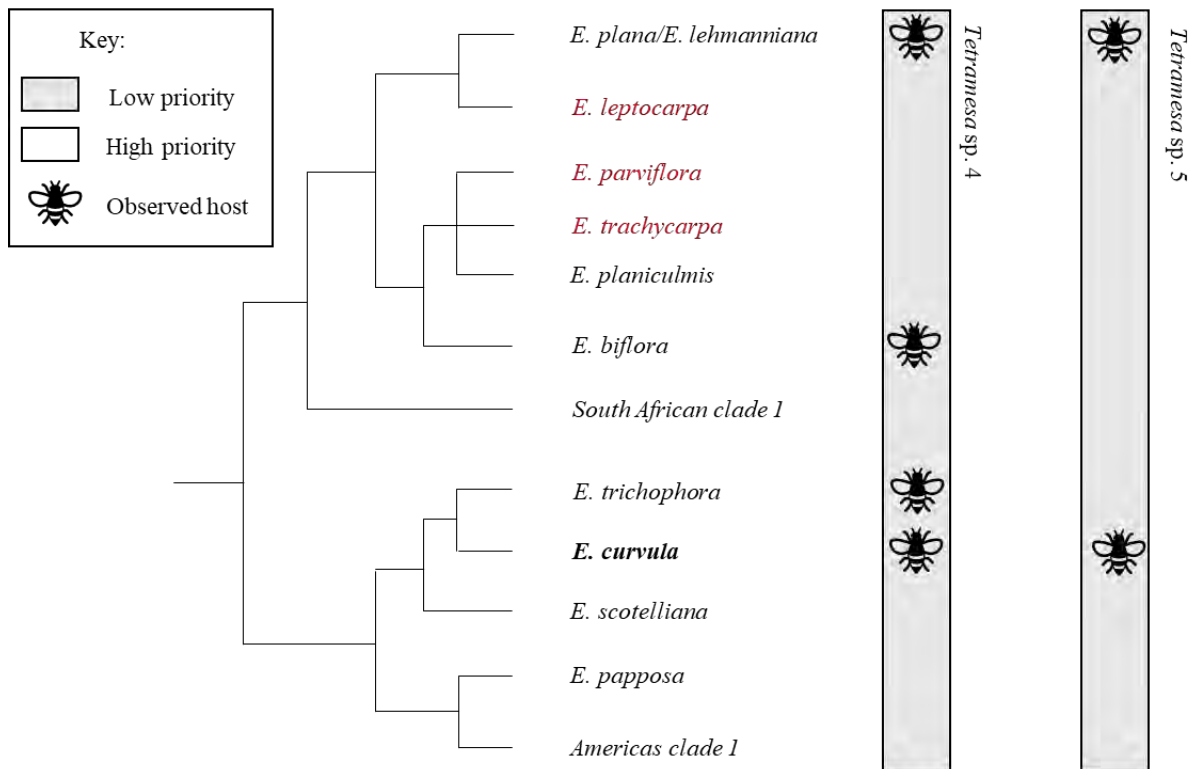 Key:
Low priority
High priority
Observed host
E. plana/E. lehmanniana
E. leptocarpa
E. parviflora
E. trachycarpa
E. planiculmis
E. biflora
South African clade 1
E. trichophora
E. curvula
E. scotelliana
E. papposa
Americas clade 1
Tetramesa sp. 4
Tetramesa sp. 5